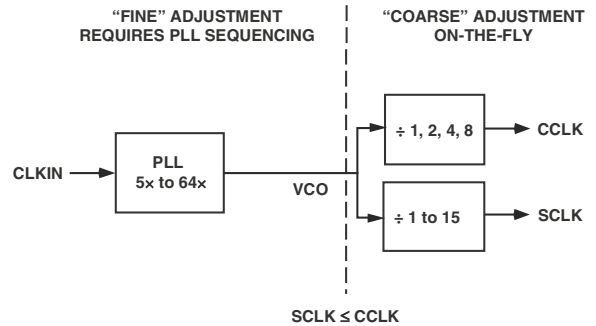 “FINE” ADJUSTMENT
REQUIRES PLL SEQUENCING
“COARSE” ADJUSTMENT
ON-THE-FLY
CLKIN
PLL
5× to 64×
VCO
÷ 1, 2, 4, 8
CCLK
÷ 1 to 15
SCLK
SCLK ≤ CCLK